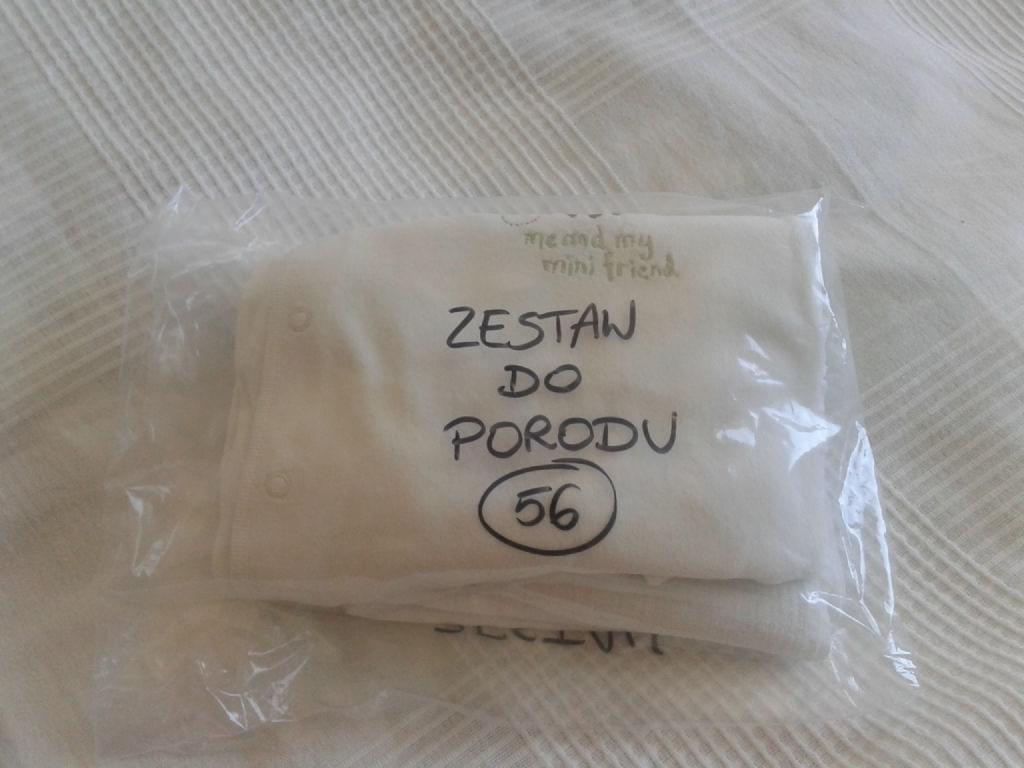 me and my
mini friend
ZESTAW
DO
PORODU
56